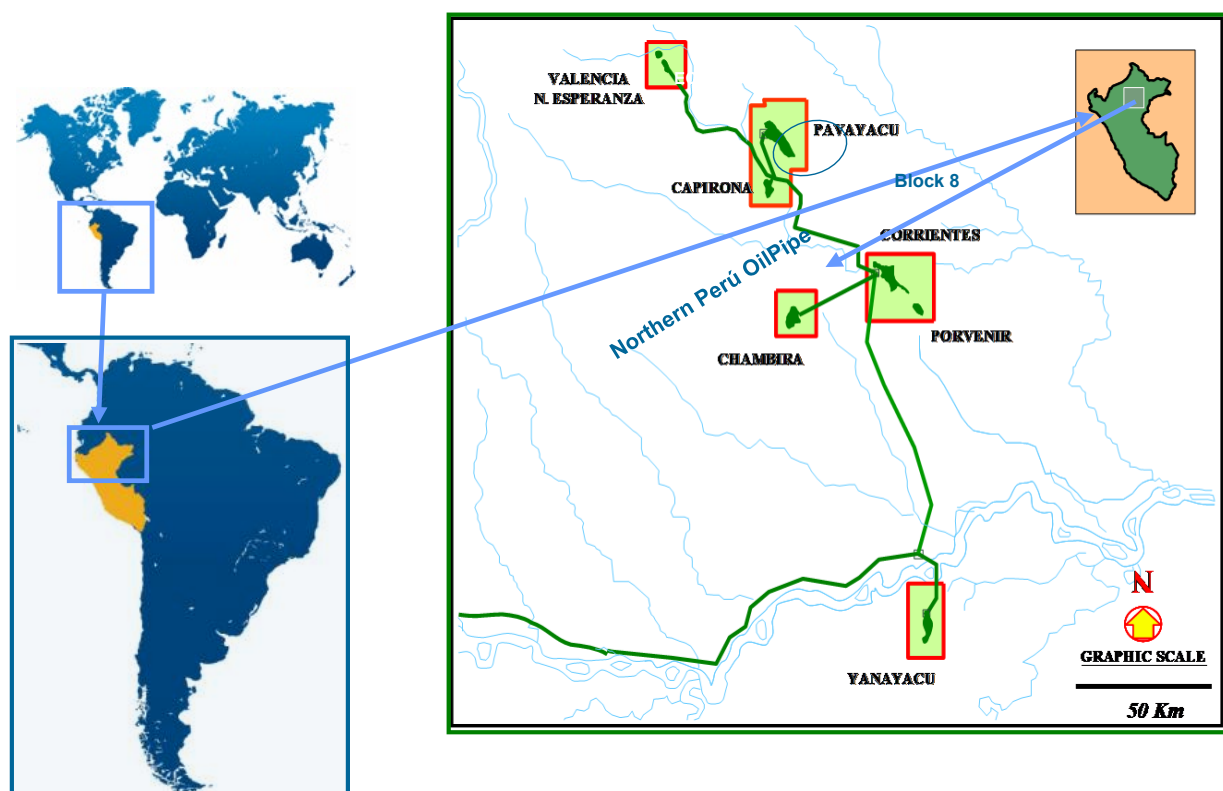 VALENCIA
N. ESPERANZA
PAVAYACU
CAPIRONA
Block 8
CORRIENTES
Northern Perú OilPipe
PORVENIR
CHAMBIRA
YANAYACU
N
GRAPHIC SCALE
50 Km